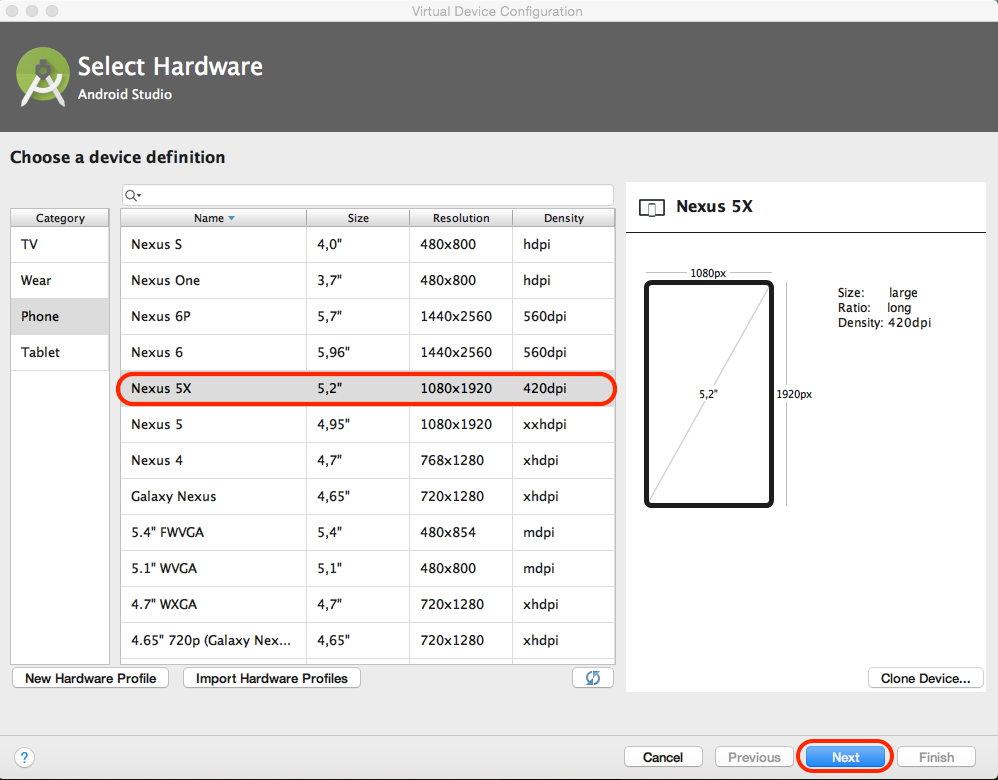 Virtual Device Configuration
Select Hardware
Android Studio
Choose a device definition
Category
TV
Wear
Phone
Tablet
Name Size Resolution Density
Nexus S 4,0" 480x800 hdpi
Nexus One 3,7" 480x800 hdpi
Nexus 6P 5,7" 1440x2560 560dpi
Nexus 6 5,96" 1440x2560 560dpi
Nexus 5X 5,2" 1080x1920 420dpi
Nexus 5 4,95" 1080x1920 xxhdpi
Nexus 4 4,7" 768x1280 xhdpi
Galaxy Nexus 4,65" 720x1280 xhdpi
5.4" FWVGA 5,4" 480x854 mdpi
5.1" WVGA 5,1" 480x800 mdpi
4.7" WXGA 4,7" 720x1280 xhdpi
4.65" 720p (Galaxy Nex... 4,65" 720x1280 xhdpi
New Hardware Profile Import Hardware Profiles
Nexus 5X
1080px
5,2"
1920px
Size: large
Ratio: long
Density: 420dpi
Clone Device...
? Cancel Previous Next Finish